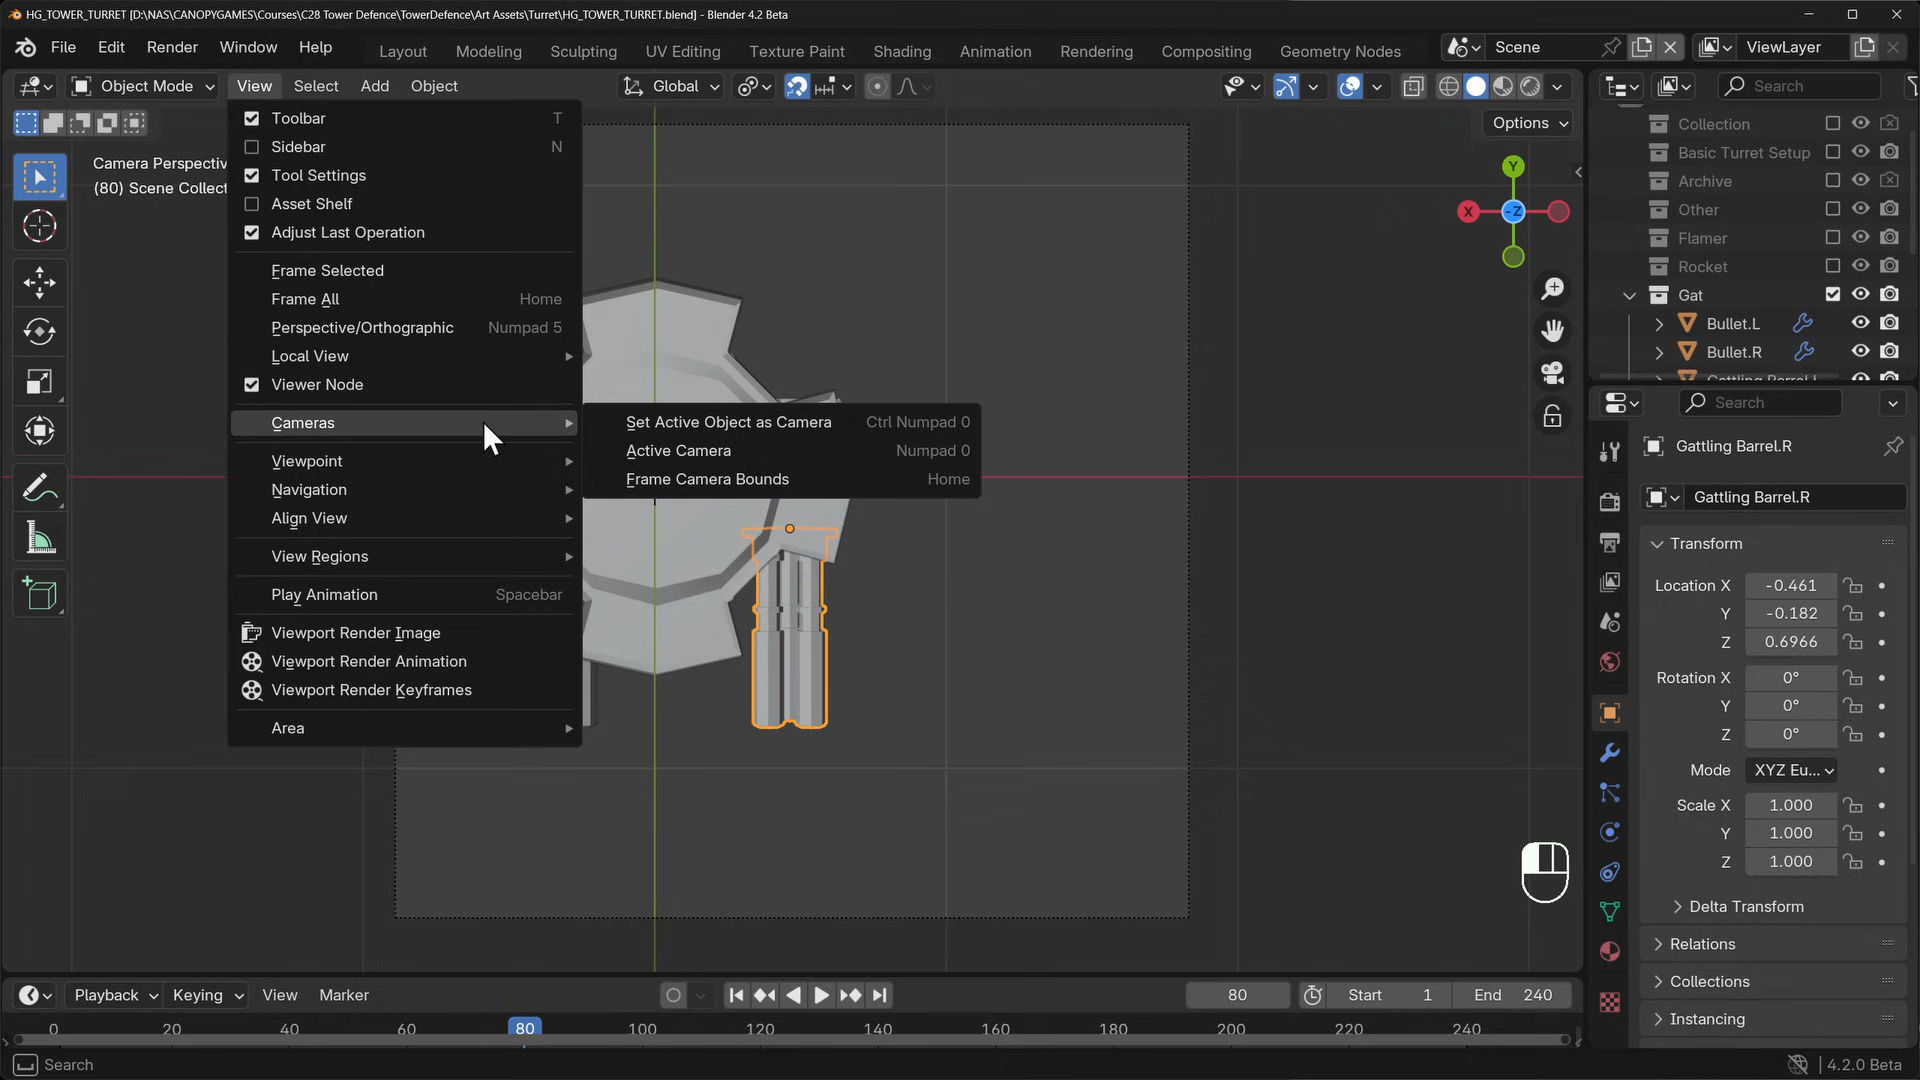 HG_TOWER_TURRET [D:\NAS\CANOPYGAMES\Courses\C28 Tower Defence\TowerDefence\Art Assets\Turret\HG_TOWER_TURRET.blend] - Blender 4.2 Beta
File Edit Render Window Help
Layout Modeling Sculpting UV Editing Texture Paint Shading Animation Rendering Compositing Geometry Nodes
Scene
ViewLayer
Object Mode
View Select Add Object
Global
Search
Options
Camera Perspectiv
(80) Scene Collect
Toolbar T
Sidebar N
Tool Settings
Asset Shelf
Adjust Last Operation
Frame Selected
Frame All Home
Perspective/Orthographic Numpad 5
Local View
Viewer Node
Cameras
Viewpoint
Navigation
Align View
View Regions
Play Animation Spacebar
Viewport Render Image
Viewport Render Animation
Viewport Render Keyframes
Area
Set Active Object as Camera Ctrl Numpad 0
Active Camera Numpad 0
Frame Camera Bounds Home
Y
X
-Z
Collection
Basic Turret Setup
Archive
Other
Flamer
Rocket
Gat
Bullet.L
Bullet.R
Search
Gattling Barrel.R
Gattling Barrel.R
Transform
Location X -0.461
Y -0.182
Z 0.6966
Rotation X 0°
Y 0°
Z 0°
Mode XYZ Eu...
Scale X 1.000
Y 1.000
Z 1.000
Delta Transform
Relations
Collections
Instancing
Playback Keying View Marker
80
Start 1
End 240
0 20 40 60 80 100 120 140 160 180 200 220 240
Search
4.2.0 Beta